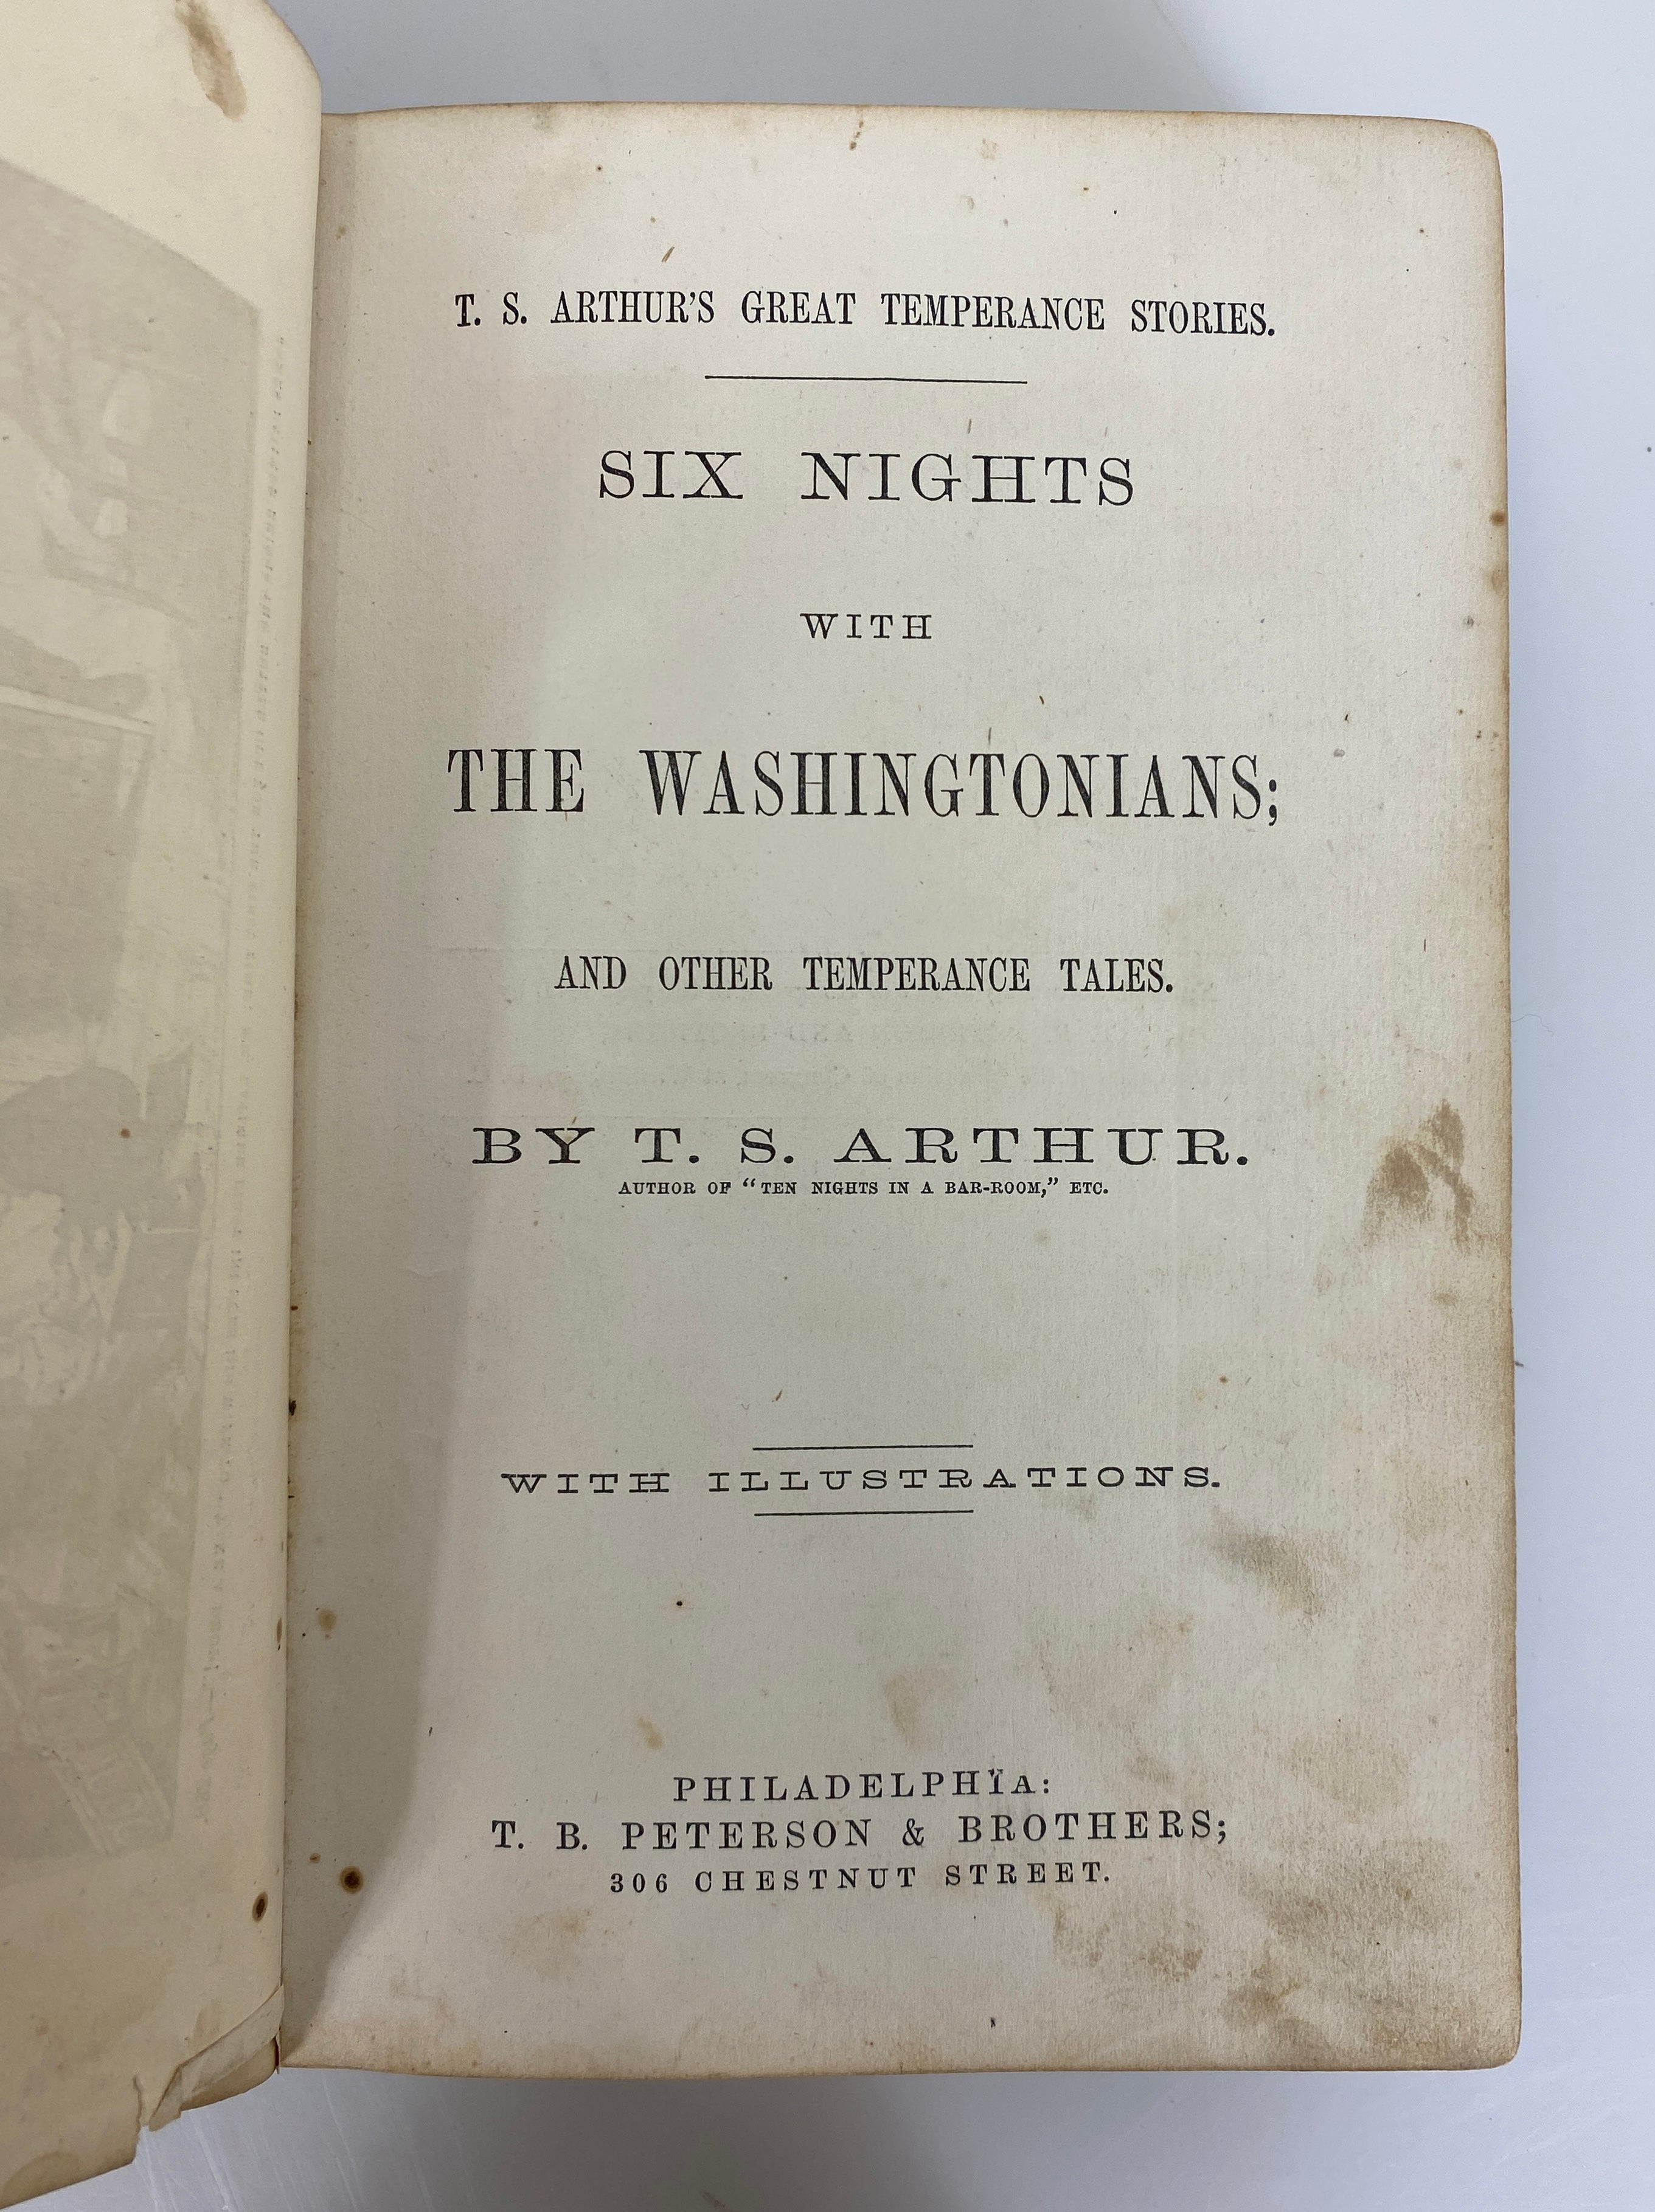 T. S. ARTHUR'S GREAT TEMPERANCE STORIES.
SIX NIGHTS
WITH
THE WASHINGTONIANS;
AND OTHER TEMPERANCE TALES.
BY T. S. ARTHUR.
AUTHOR OF "TEN NIGHTS IN A BAR-ROOM," ETC.
WITH ILLUSTRATIONS.
PHILADELPHIA:
T. B. PETERSON & BROTHERS;
306 CHESTNUT STREET.